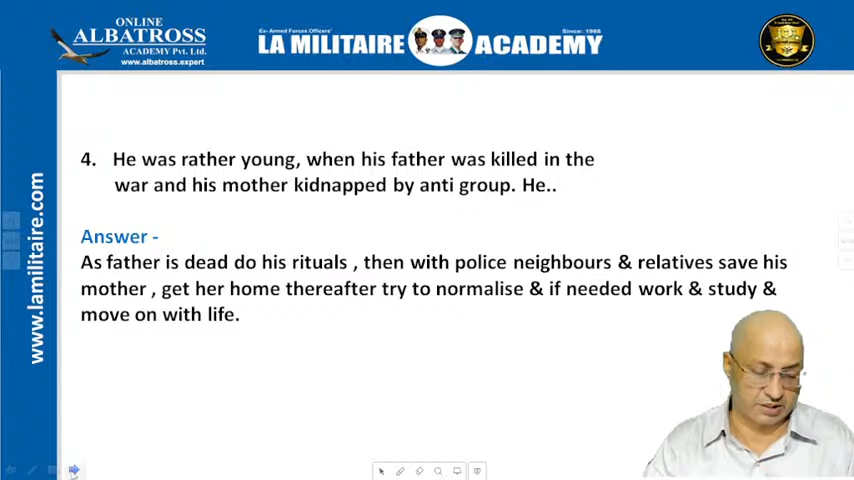 ONLINE
ALBATROSS
ACADEMY Pvt. Ltd.
www.albatross.expert
Ex- Armed Forces Officers'
Since: 1988
LA MILITAIRE ACADEMY
www.lamilitaire.com
4. He was rather young, when his father was killed in the
war and his mother kidnapped by anti group. He..
Answer -
As father is dead do his rituals , then with police neighbours & relatives save his
mother , get her home thereafter try to normalise & if needed work & study &
move on with life.